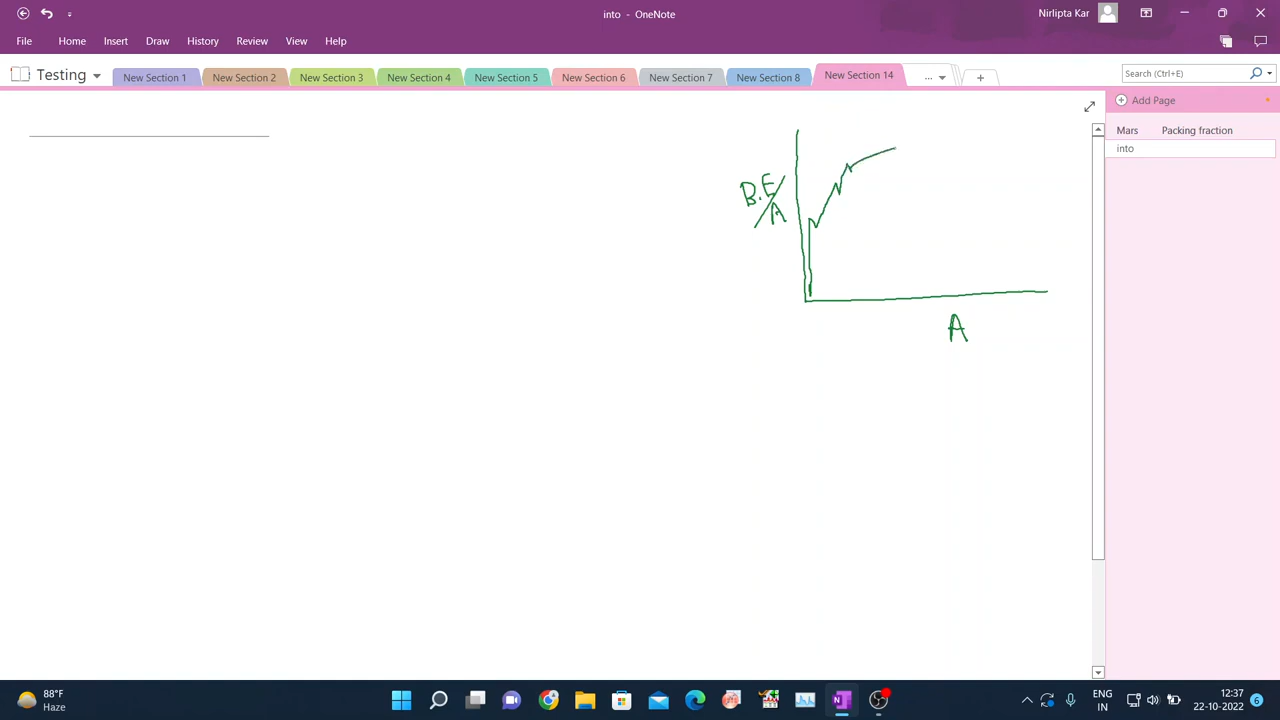 into - OneNote
Nirlipta Kar
File Home Insert Draw History Review View Help
Testing
New Section 1 New Section 2 New Section 3 New Section 4 New Section 5 New Section 6 New Section 7 New Section 8 New Section 14 ...
Search (Ctrl+E)
Add Page
Mars Packing fraction
into
B.E/A
A
88°F
Haze
ENG
IN
12:37
22-10-2022
6